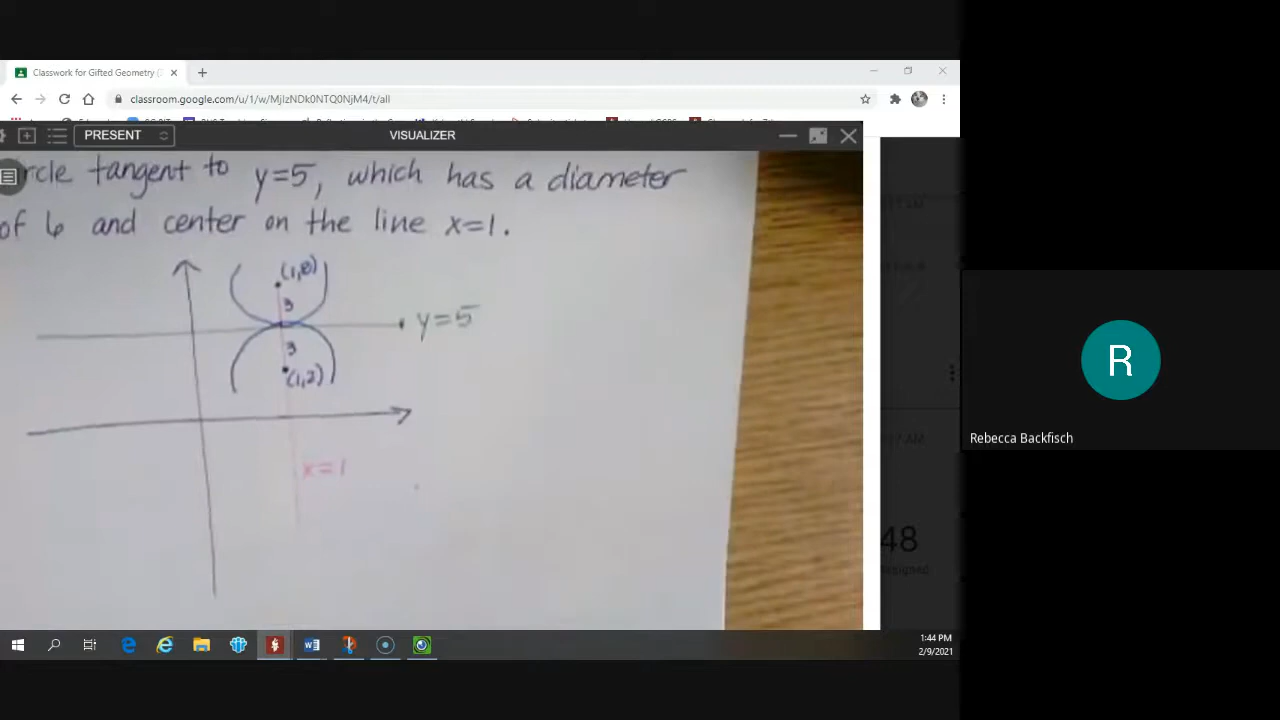 Classwork for Gifted Geometry (
classroom.google.com/u/1/w/MjIzNDk0NTQ0NjM4/t/all
PRESENT
VISUALIZER
rcle tangent to y=5, which has a diameter
of 6 and center on the line x=1.
(1,8)
3
y=5
3
(1,2)
x=1
R
Rebecca Backfisch
48
ssigned
1:44 PM
2/9/2021